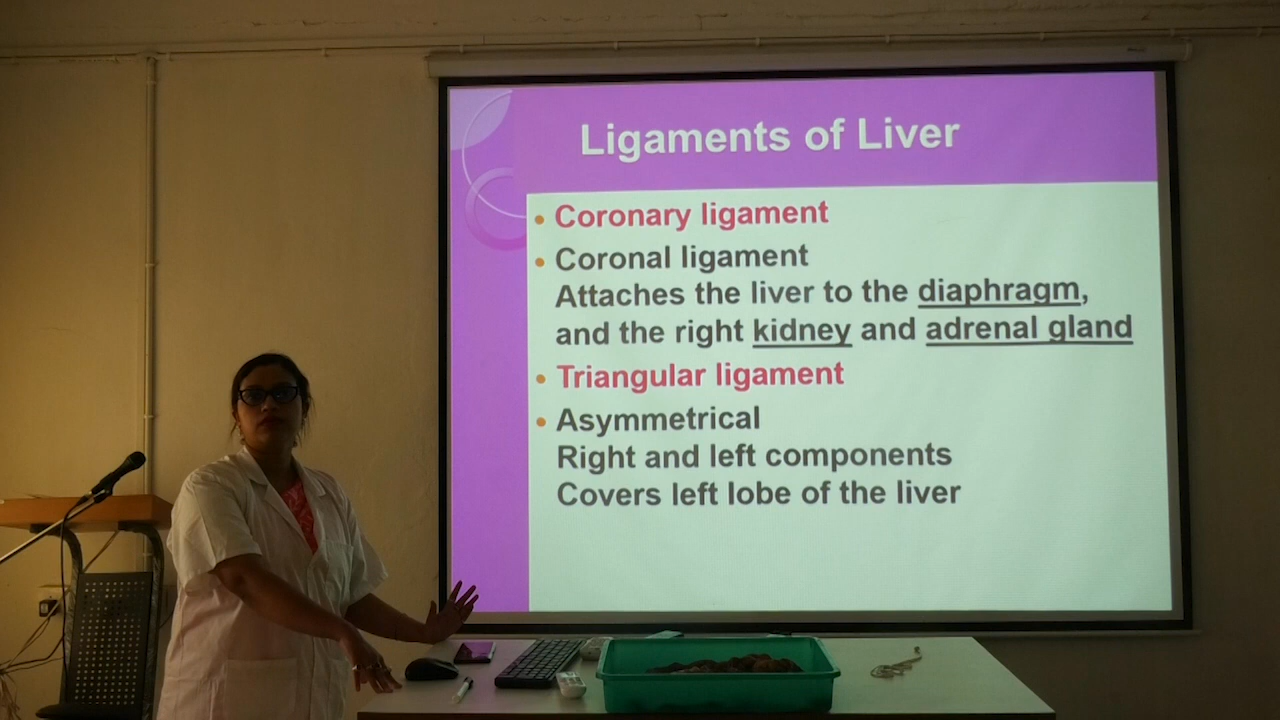 Ligaments of Liver
• Coronary ligament
• Coronal ligament
Attaches the liver to the diaphragm,
and the right kidney and adrenal gland
• Triangular ligament
• Asymmetrical
Right and left components
Covers left lobe of the liver